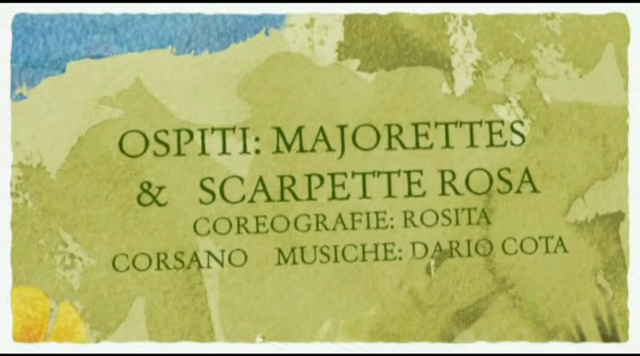 OSPITI: MAJORETTES
& SCARPETTE ROSA
COREOGRAFIE: ROSITA
CORSANO MUSICHE: DARIO COTA